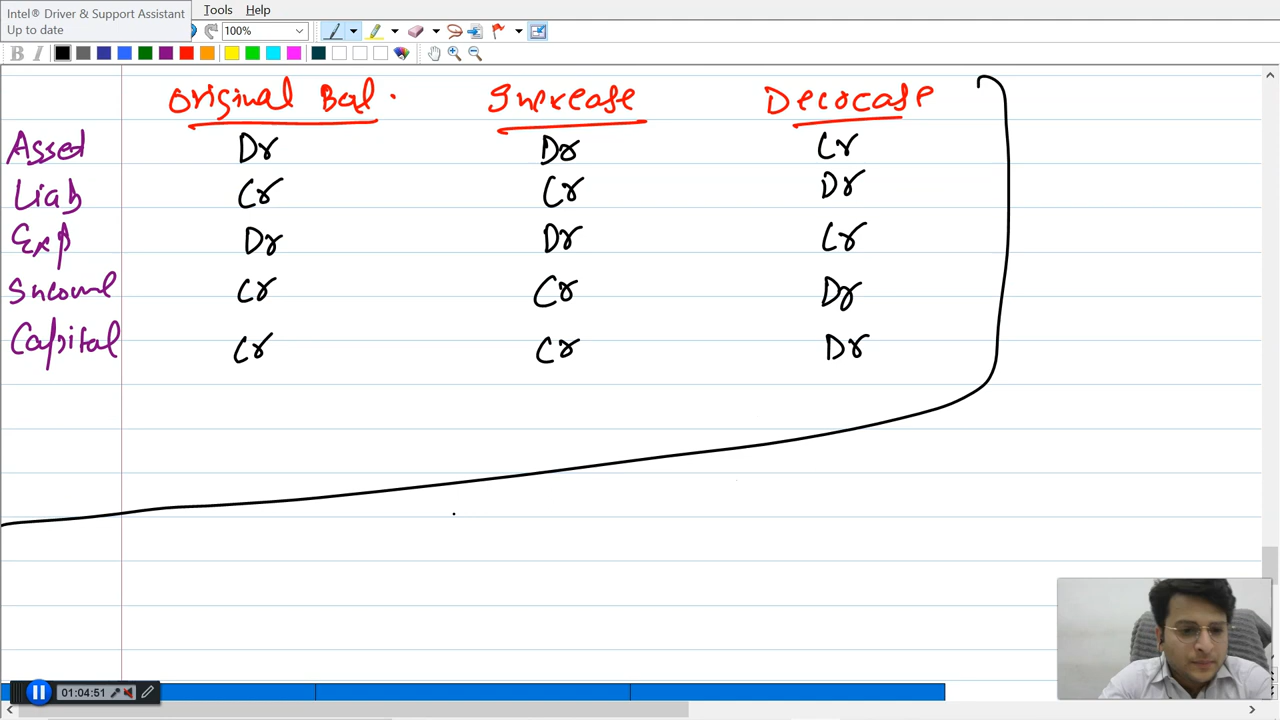 Intel® Driver & Support Assistant
Up to date
Tools Help
100%
B I
Original Bal.
Increase
Decrease
Asset Dr Dr Cr
Liab Cr Cr Dr
Exp Dr Dr Cr
Income Cr Cr Dr
Capital Cr Cr Dr
01:04:51